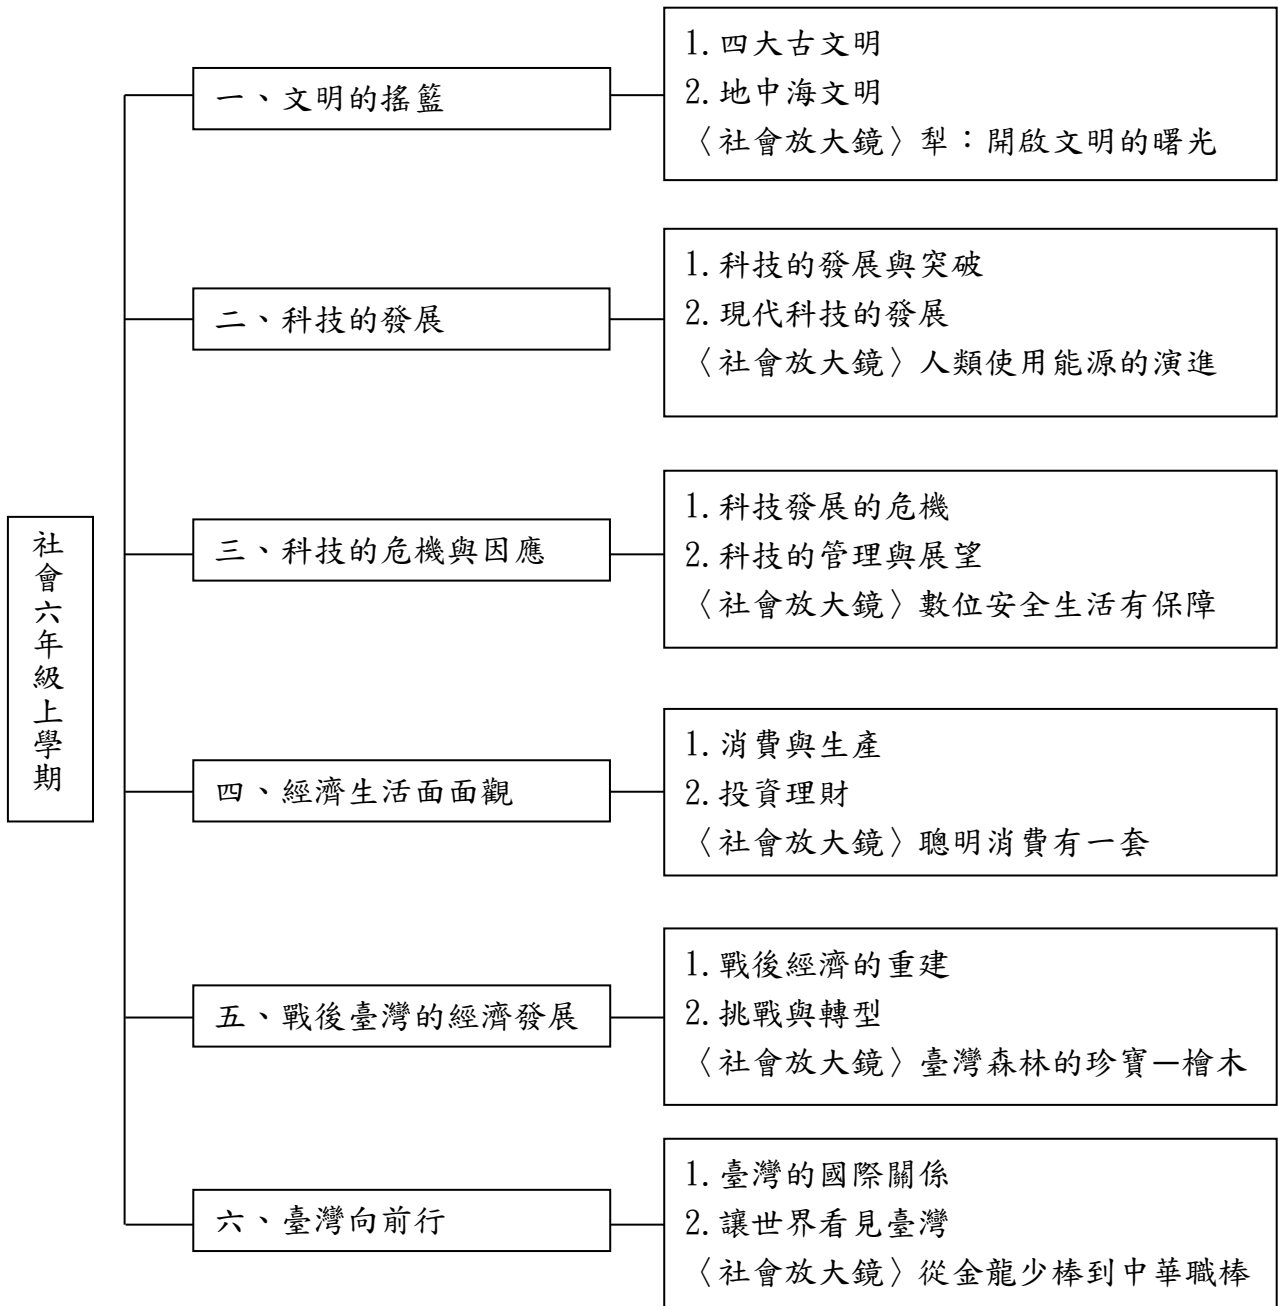 社會六年級上學期
一、文明的搖籃
1.四大古文明
2.地中海文明
〈社會放大鏡〉犁：開啟文明的曙光
二、科技的發展
1.科技的發展與突破
2.現代科技的發展
〈社會放大鏡〉人類使用能源的演進
三、科技的危機與因應
1.科技發展的危機
2.科技的管理與展望
〈社會放大鏡〉數位安全生活有保障
四、經濟生活面面觀
1.消費與生產
2.投資理財
〈社會放大鏡〉聰明消費有一套
五、戰後臺灣的經濟發展
1.戰後經濟的重建
2.挑戰與轉型
〈社會放大鏡〉臺灣森林的珍寶—檜木
六、臺灣向前行
1.臺灣的國際關係
2.讓世界看見臺灣
〈社會放大鏡〉從金龍少棒到中華職棒